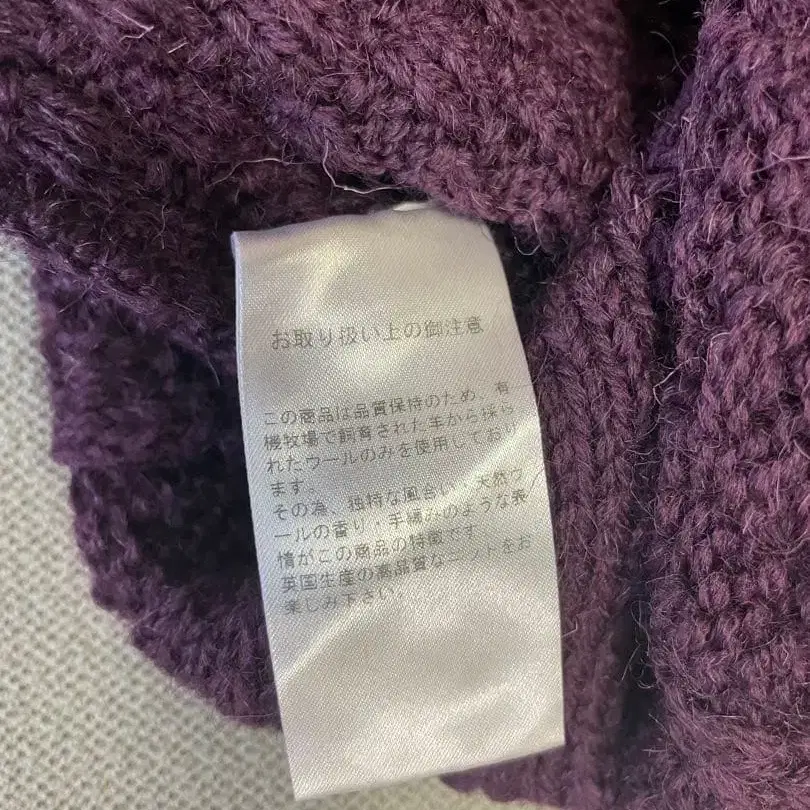 お取り扱い上の御注意
この商品は品質保持のため、有
機牧場で飼育された羊から採ら
れたウールのみを使用しており
ます。
その為、独特な風合い・天然ウ
ールの香り・手編みのような表
情がこの商品の特徴です。
英国生産の高品質なニットをお
楽しみ下さい。